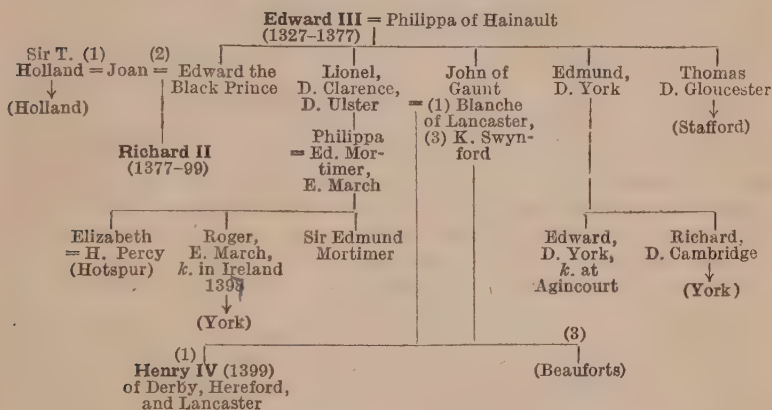 Edward III = Philippa of Hainault
(1327-1377)
Sir T. (1) (2)
Holland = Joan = Edward the
Black Prince
↓
(Holland)
Richard II
(1377-99)
Lionel,
D. Clarence,
D. Ulster
Philippa
= Ed. Mor-
timer,
E. March
John of
Gaunt
= (1) Blanche
of Lancaster,
(3) K. Swyn-
ford
Edmund,
D. York
Thomas
D. Gloucester
↓
(Stafford)
Elizabeth
= H. Percy
(Hotspur)
Roger,
E. March,
k. in Ireland
↓
(York)
Sir Edmund
Mortimer
Edward,
D. York,
k. at
Agincourt
Richard,
D. Cambridge
↓
(York)
(1)
Henry IV (1399)
of Derby, Hereford,
and Lancaster
(3)
(Beauforts)